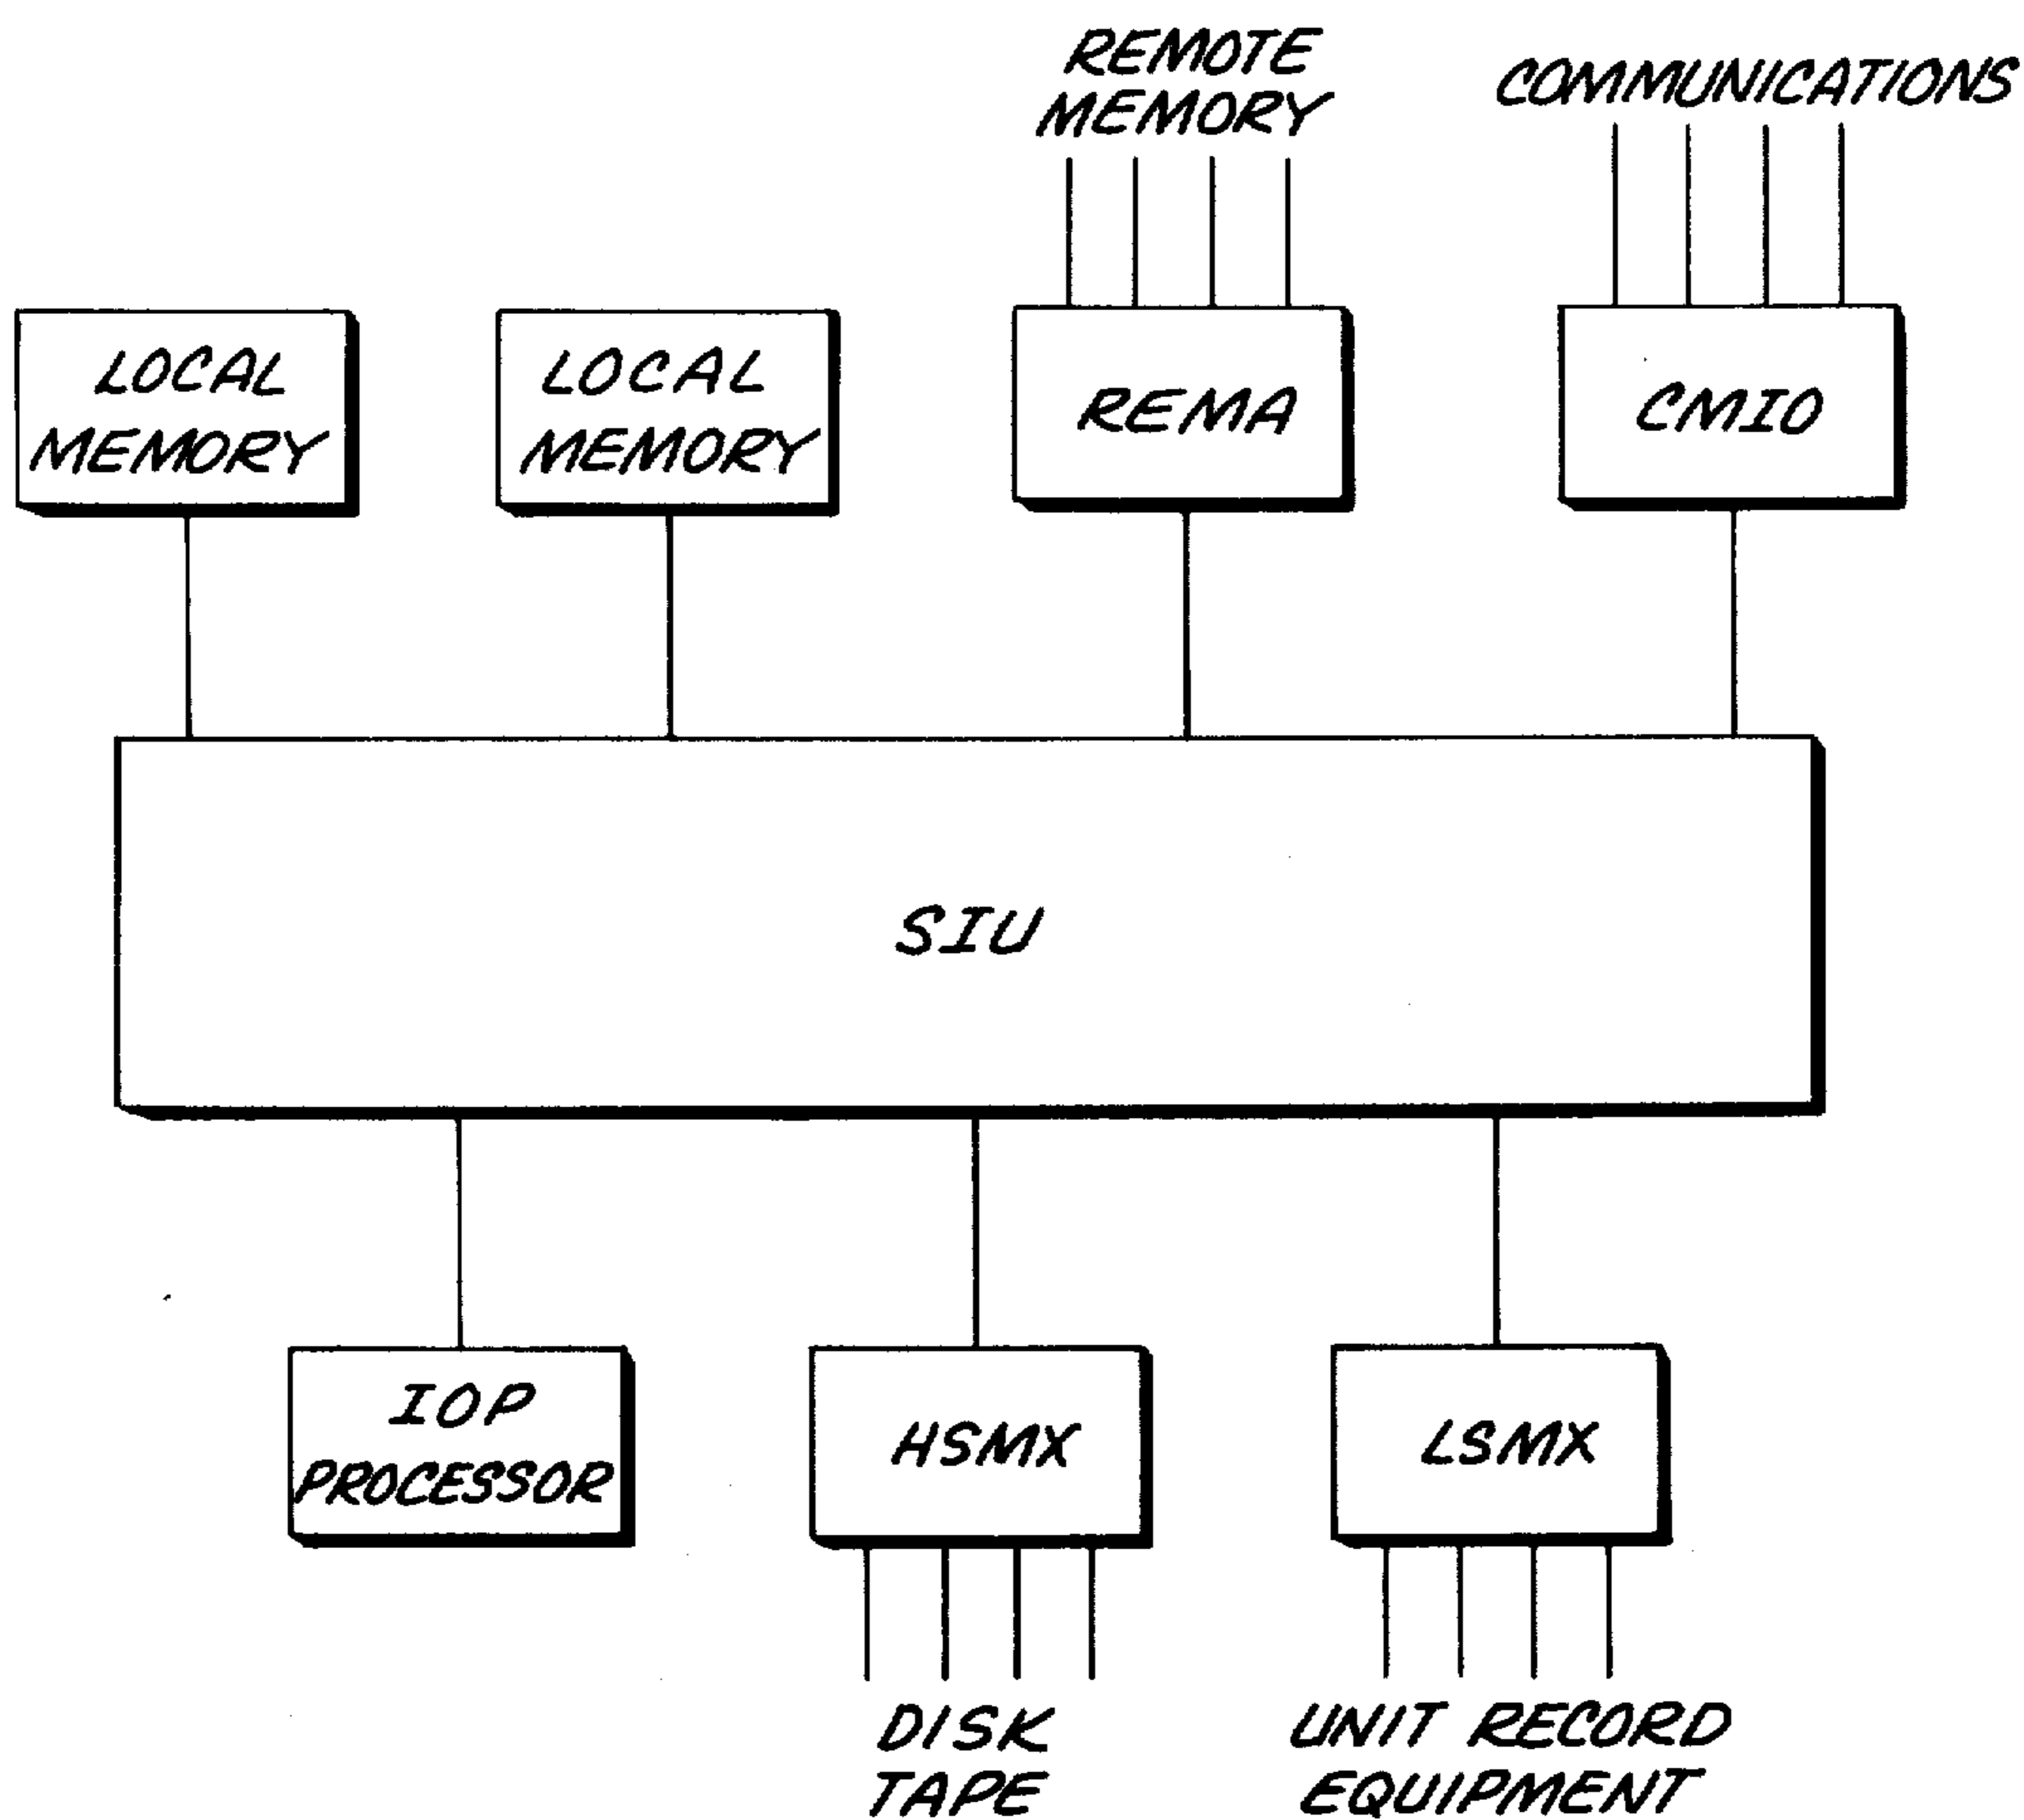 REMOTE
MEMORY
COMMUNICATIONS
LOCAL
MEMORY
LOCAL
MEMORY
REMA
CMIO
SIU
IOP
PROCESSOR
HSMX
LSMX
DISK
TAPE
UNIT RECORD
EQUIPMENT